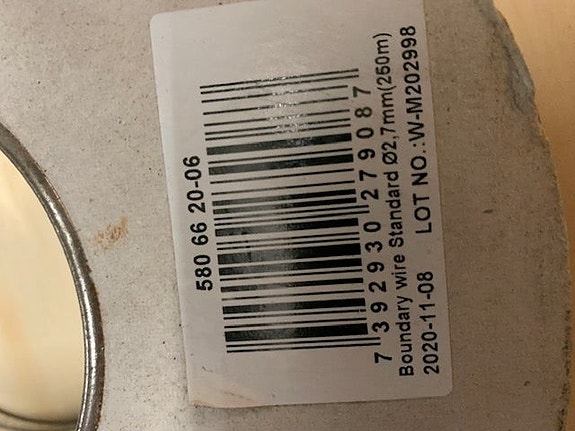 580 66 20-06
7 392930 279087
Boundary wire Standard Ø2,7mm(250m)
2020-11-08 LOT NO.:W-M202998